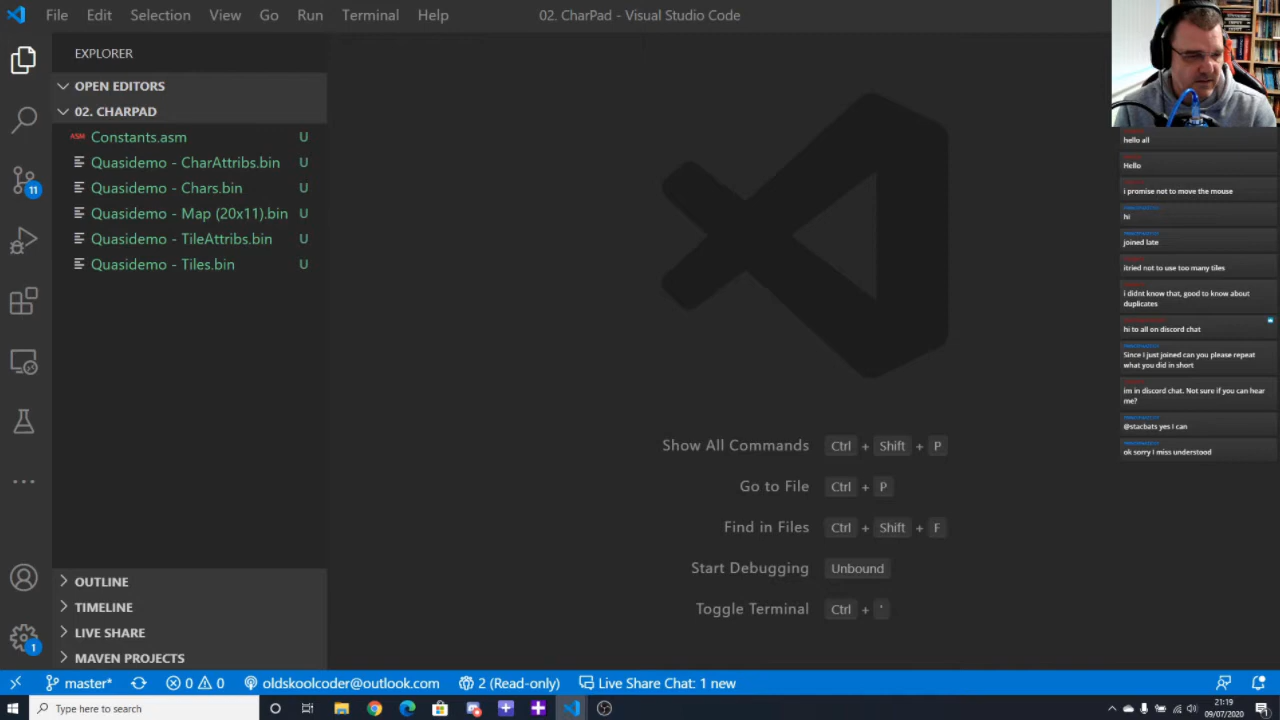 File Edit Selection View Go Run Terminal Help
02. CharPad - Visual Studio Code
EXPLORER
OPEN EDITORS
02. CHARPAD
ASM Constants.asm U
Quasidemo - CharAttribs.bin U
Quasidemo - Chars.bin U
Quasidemo - Map (20x11).bin U
Quasidemo - TileAttribs.bin U
Quasidemo - Tiles.bin U
11
Show All Commands Ctrl + Shift + P
Go to File Ctrl + P
Find in Files Ctrl + Shift + F
Start Debugging Unbound
Toggle Terminal Ctrl + '
OUTLINE
TIMELINE
LIVE SHARE
MAVEN PROJECTS
1
hello all
Hello
i promise not to move the mouse
hi
joined late
itried not to use too many tiles
i didnt know that, good to know about
duplicates
hi to all on discord chat
Since I just joined can you please repeat
what you did in short
im in discord chat. Not sure if you can hear
me?
@stacbats yes I can
ok sorry I miss understood
master* 0 0 oldskoolcoder@outlook.com 2 (Read-only) Live Share Chat: 1 new
Type here to search
21:19
09/07/2020